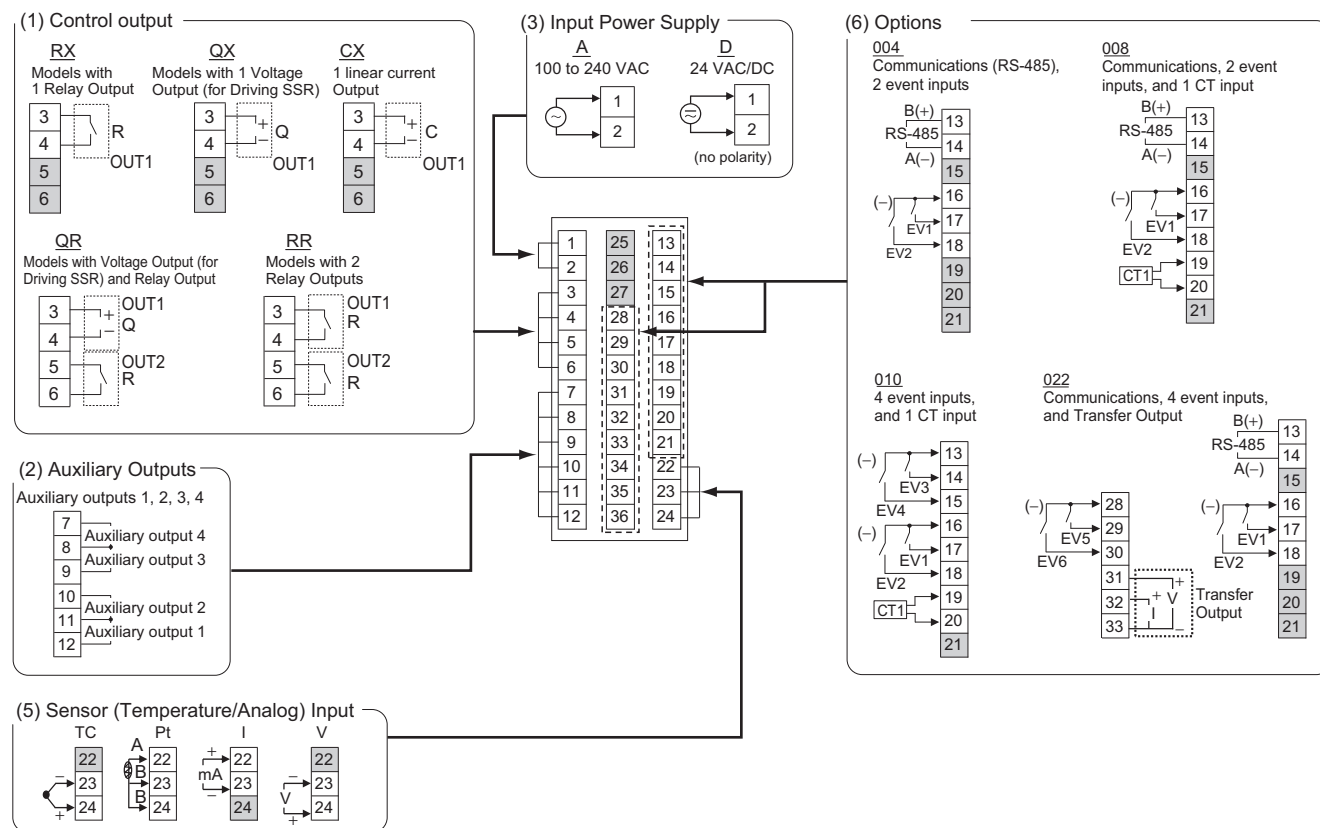 (1) Control output
RX
Models with
1 Relay Output
3
4
5
6
R
OUT1
QX
Models with 1 Voltage
Output (for Driving SSR)
3
4
5
6
+
−
Q
OUT1
CX
1 linear current
Output
3
4
5
6
+
−
C
OUT1
QR
Models with Voltage Output (for
Driving SSR) and Relay Output
3
4
5
6
OUT1
+
−
Q
OUT2
R
RR
Models with 2
Relay Outputs
3
4
5
6
OUT1
R
OUT2
R
(2) Auxiliary Outputs
Auxiliary outputs 1, 2, 3, 4
7
8
9
10
11
12
Auxiliary output 4
Auxiliary output 3
Auxiliary output 2
Auxiliary output 1
(3) Input Power Supply
A
100 to 240 VAC
1
2
D
24 VAC/DC
1
2
(no polarity)
1 25 13
2 26 14
3 27 15
4 28 16
5 29 17
6 30 18
7 31 19
8 32 20
9 33 21
10 34 22
11 35 23
12 36 24
(5) Sensor (Temperature/Analog) Input
TC
22
− 23
+ 24
Pt
A 22
B 23
B 24
I
+ 22
mA
− 23
24
V
22
− 23
V
+ 24
(6) Options
004
Communications (RS-485),
2 event inputs
B(+)
RS-485
A(−)
13
14
15
16
17
18
19
20
21
(−)
EV1
EV2
008
Communications, 2 event
inputs, and 1 CT input
B(+)
RS-485
A(−)
13
14
15
16
17
18
19
20
21
(−)
EV1
EV2
CT1
010
4 event inputs,
and 1 CT input
13
14
15
16
17
18
19
20
21
(−)
EV3
EV4
(−)
EV1
EV2
CT1
022
Communications, 4 event inputs,
and Transfer Output
B(+)
RS-485
A(−)
13
14
15
16
17
18
19
20
21
(−)
EV1
EV2
28
29
30
31
32
33
(−)
EV5
EV6
+
+ V
I
−
Transfer
Output